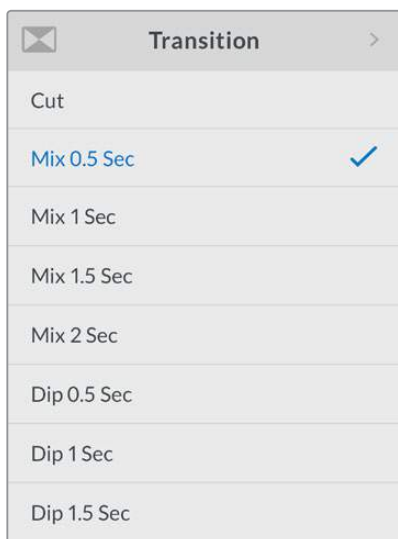 Transition
Cut
Mix 0.5 Sec
Mix 1 Sec
Mix 1.5 Sec
Mix 2 Sec
Dip 0.5 Sec
Dip 1 Sec
Dip 1.5 Sec